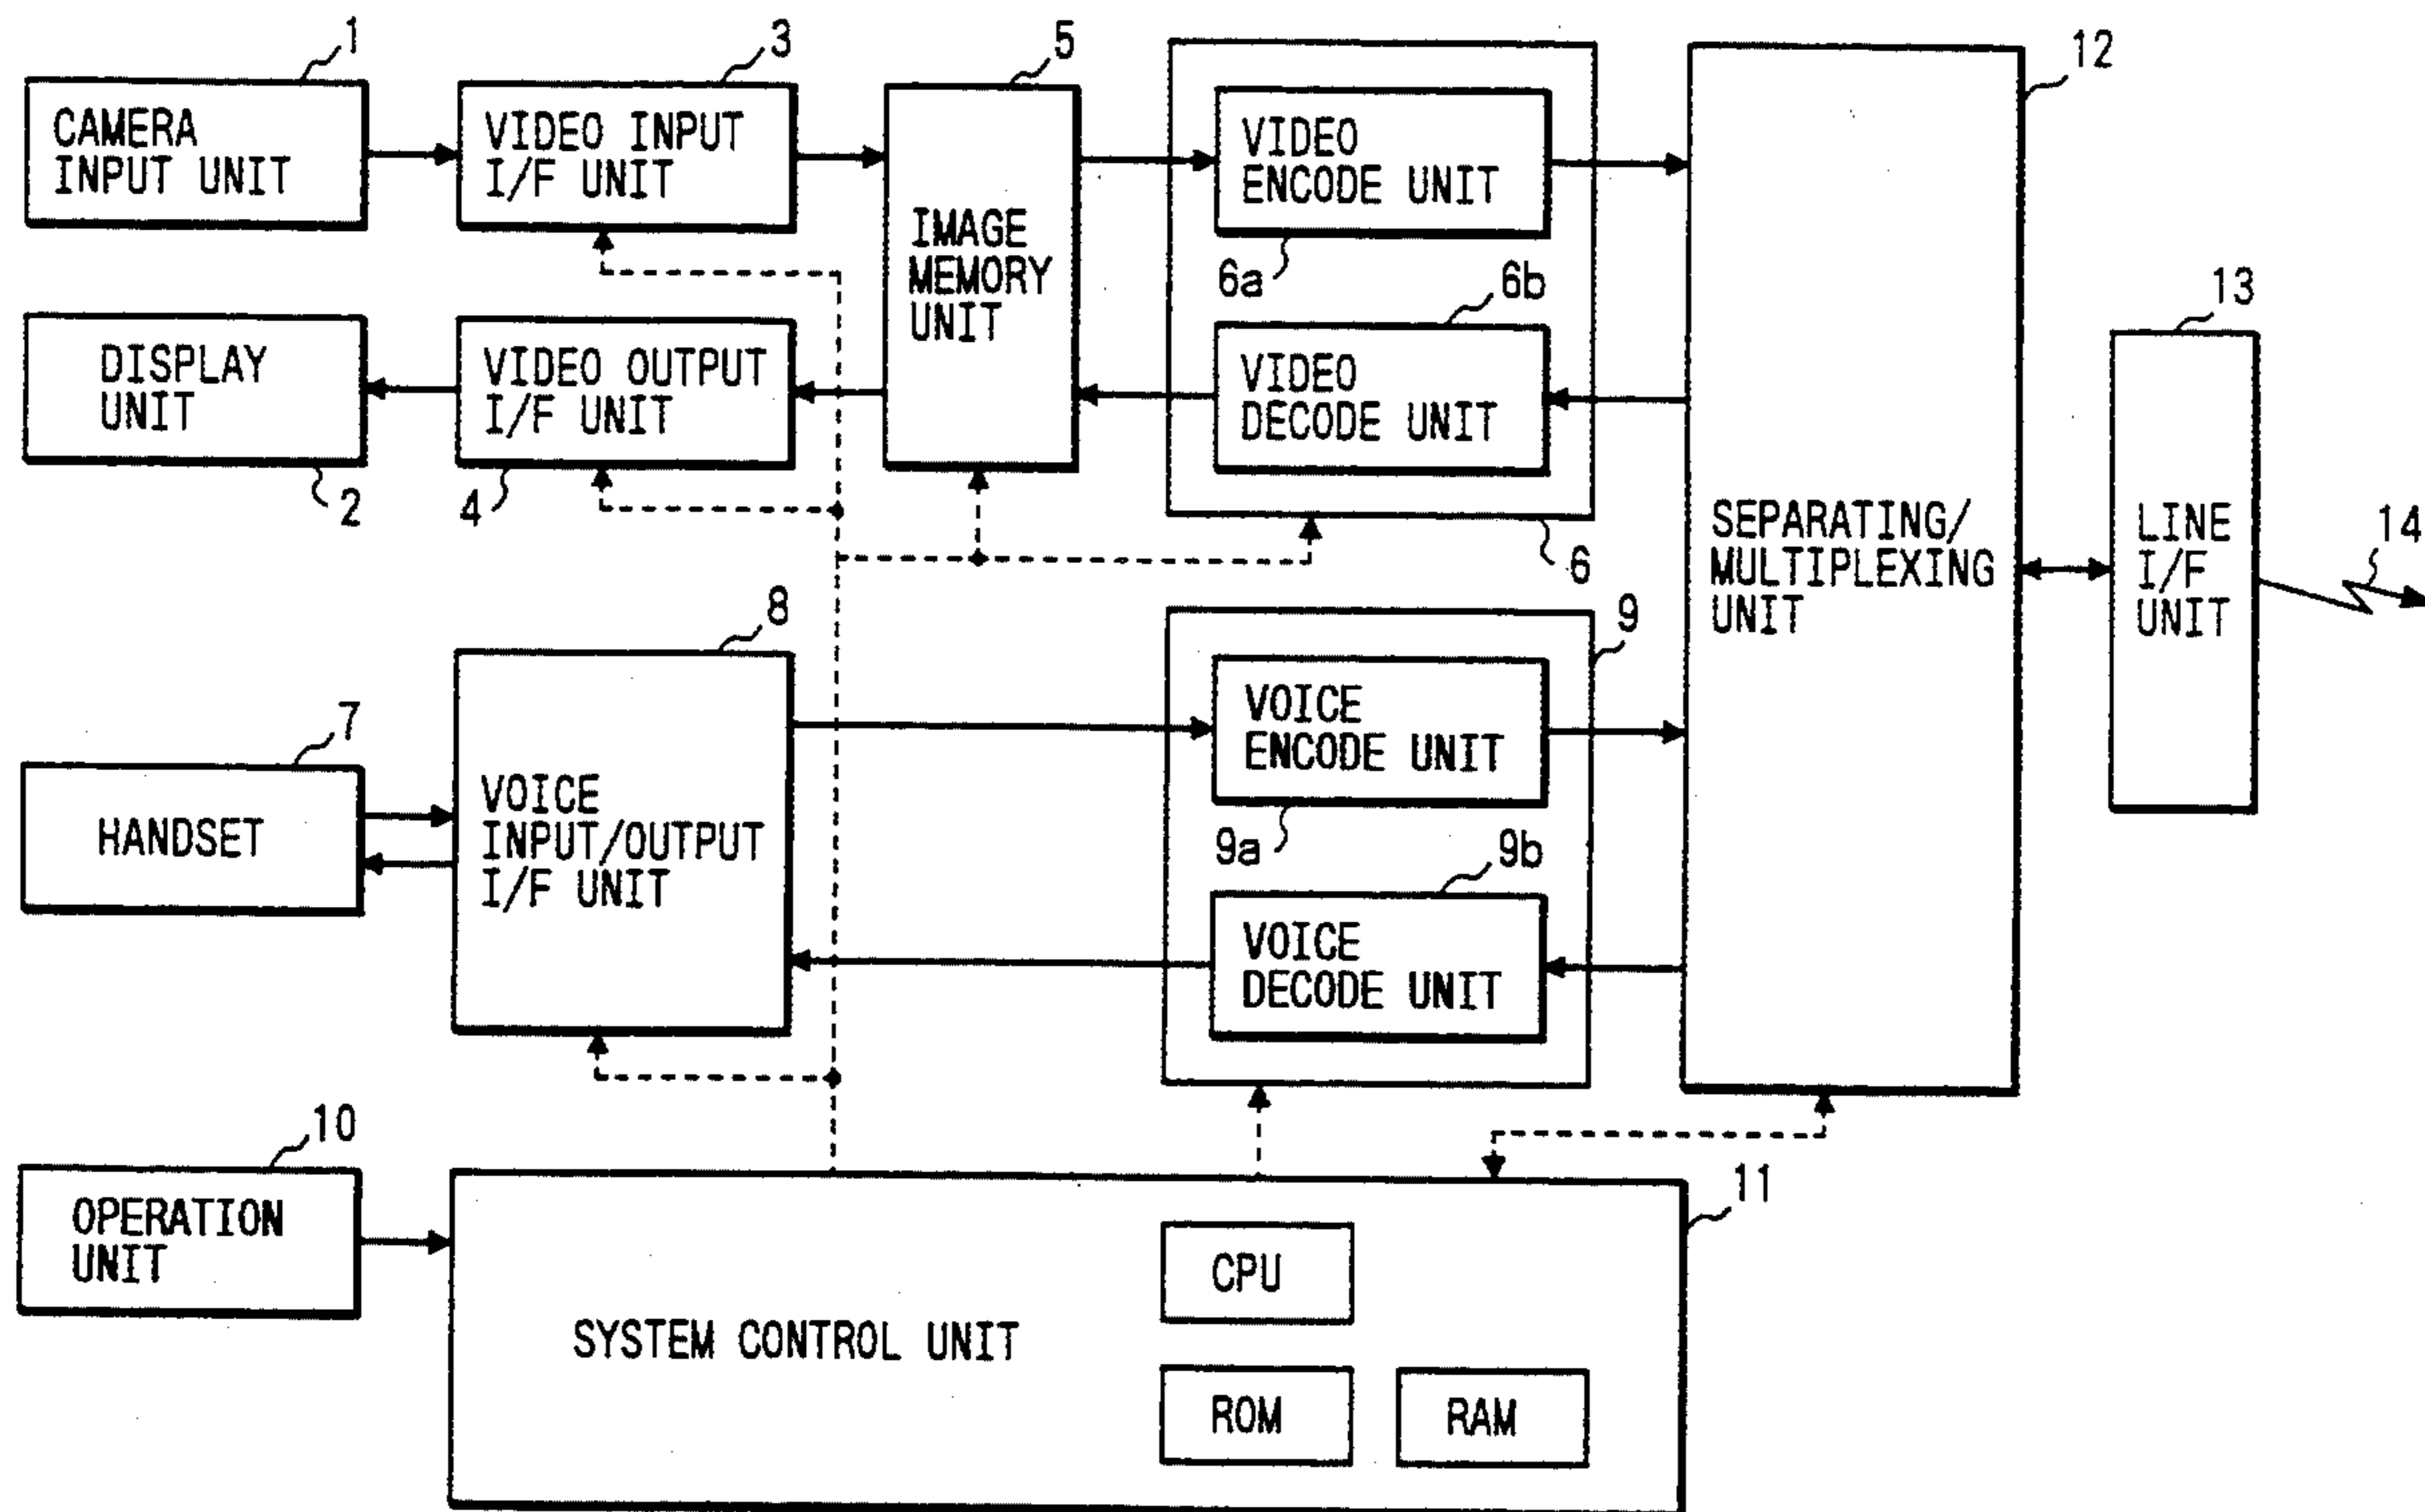 1
CAMERA
INPUT UNIT
3
VIDEO INPUT
I/F UNIT
5
IMAGE
MEMORY
UNIT
VIDEO
ENCODE UNIT
6a
6b
VIDEO
DECODE UNIT
6
12
SEPARATING/
MULTIPLEXING
UNIT
13
LINE
I/F
UNIT
14
DISPLAY
UNIT
2
VIDEO OUTPUT
I/F UNIT
4
7
HANDSET
8
VOICE
INPUT/OUTPUT
I/F UNIT
9
VOICE
ENCODE UNIT
9a
9b
VOICE
DECODE UNIT
10
OPERATION
UNIT
11
SYSTEM CONTROL UNIT
CPU
ROM
RAM